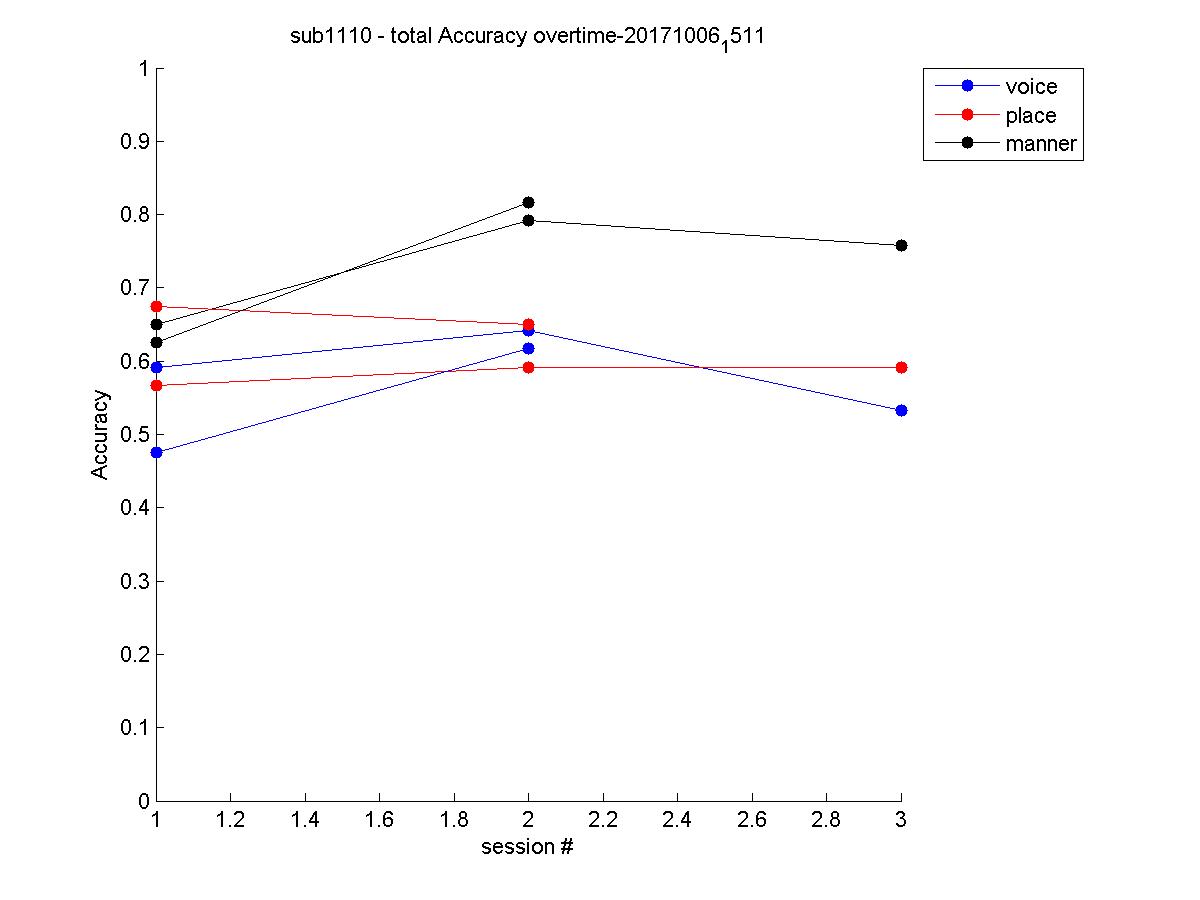 sub1110 - total Accuracy overtime-20171006₁511
voice
place
manner
1
0.9
0.8
0.7
0.6
0.5
0.4
0.3
0.2
0.1
0
Accuracy
1 1.2 1.4 1.6 1.8 2 2.2 2.4 2.6 2.8 3
session #